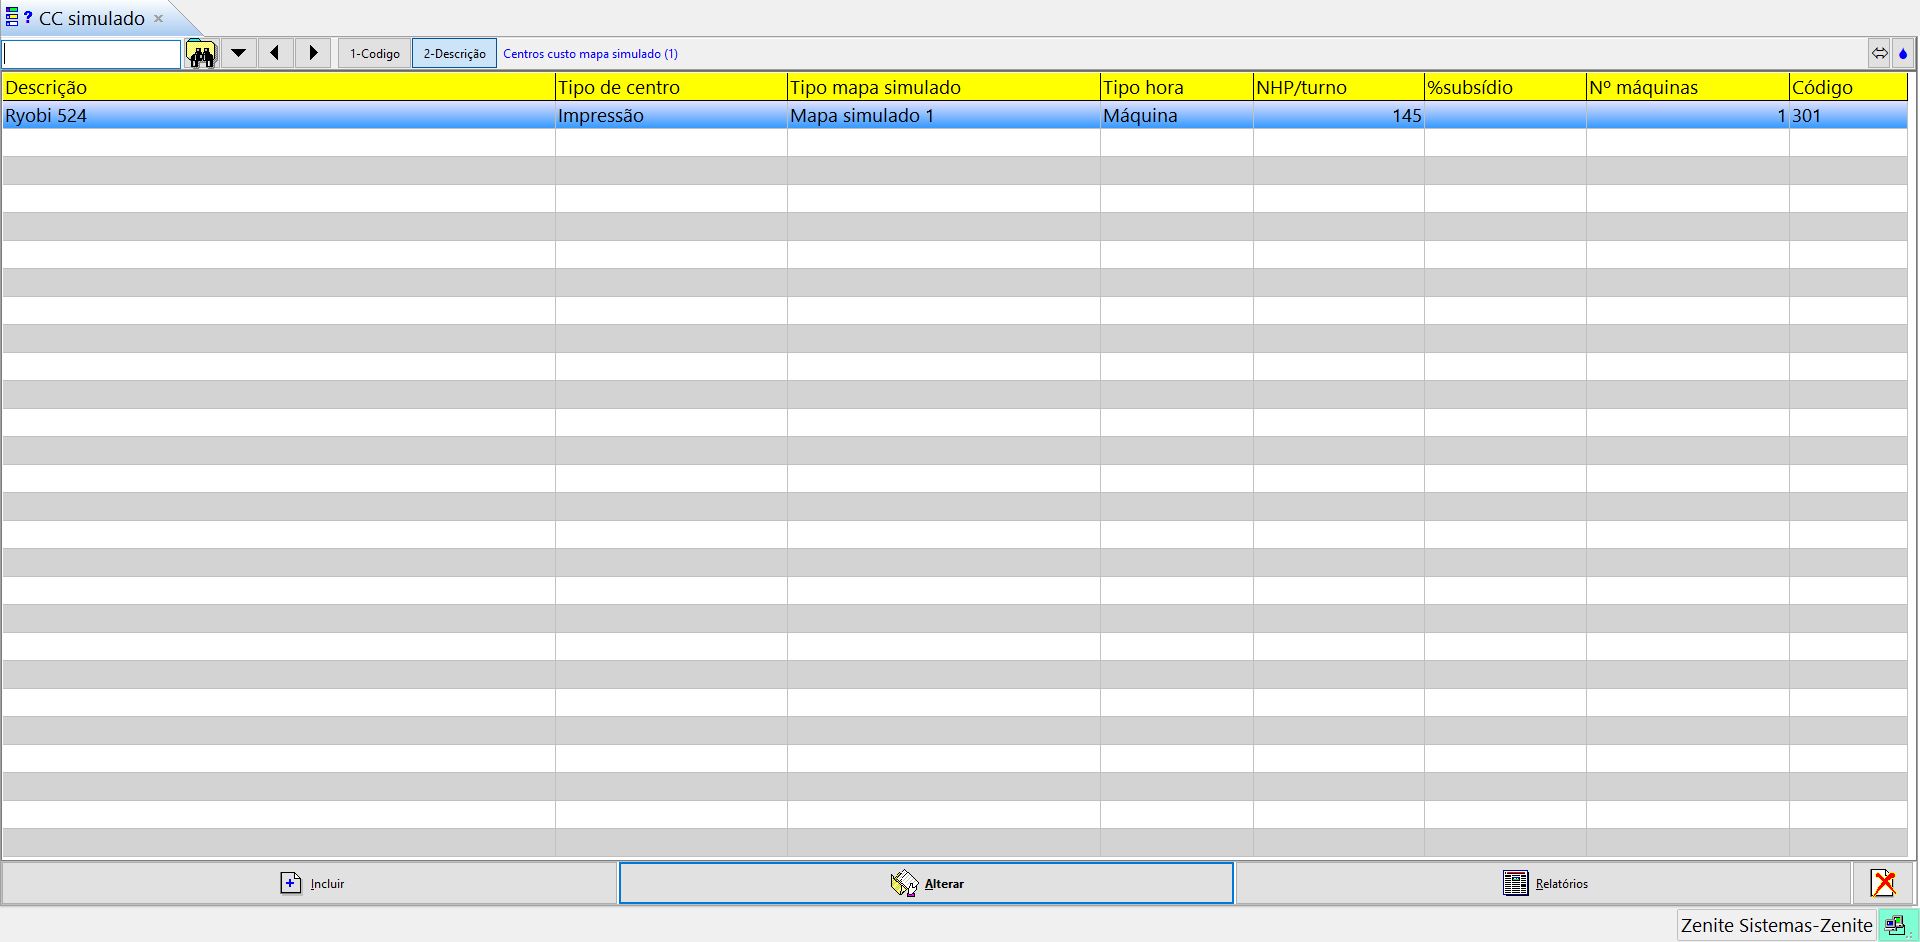 ? CC simulado ×
1-Codigo 2-Descrição Centros custo mapa simulado (1)
Descrição Tipo de centro Tipo mapa simulado Tipo hora NHP/turno %subsídio Nº máquinas Código
Ryobi 524 Impressão Mapa simulado 1 Máquina 145 1 301
Incluir Alterar Relatórios
Zenite Sistemas-Zenite